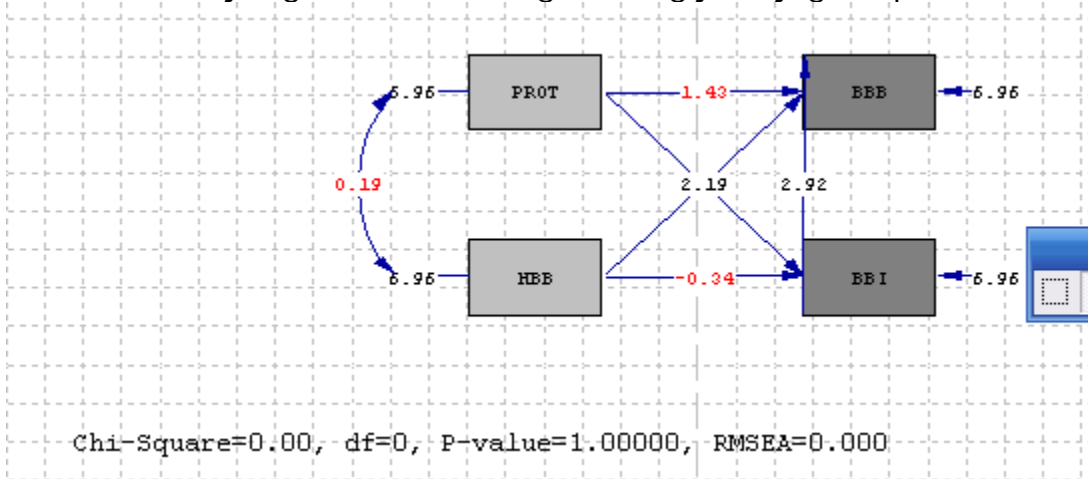 6.96 PROT 1.43 BBB 6.96
0.19 2.19 2.92
6.96 HBB -0.34 BBI 6.96
Chi-Square=0.00, df=0, P-value=1.00000, RMSEA=0.000